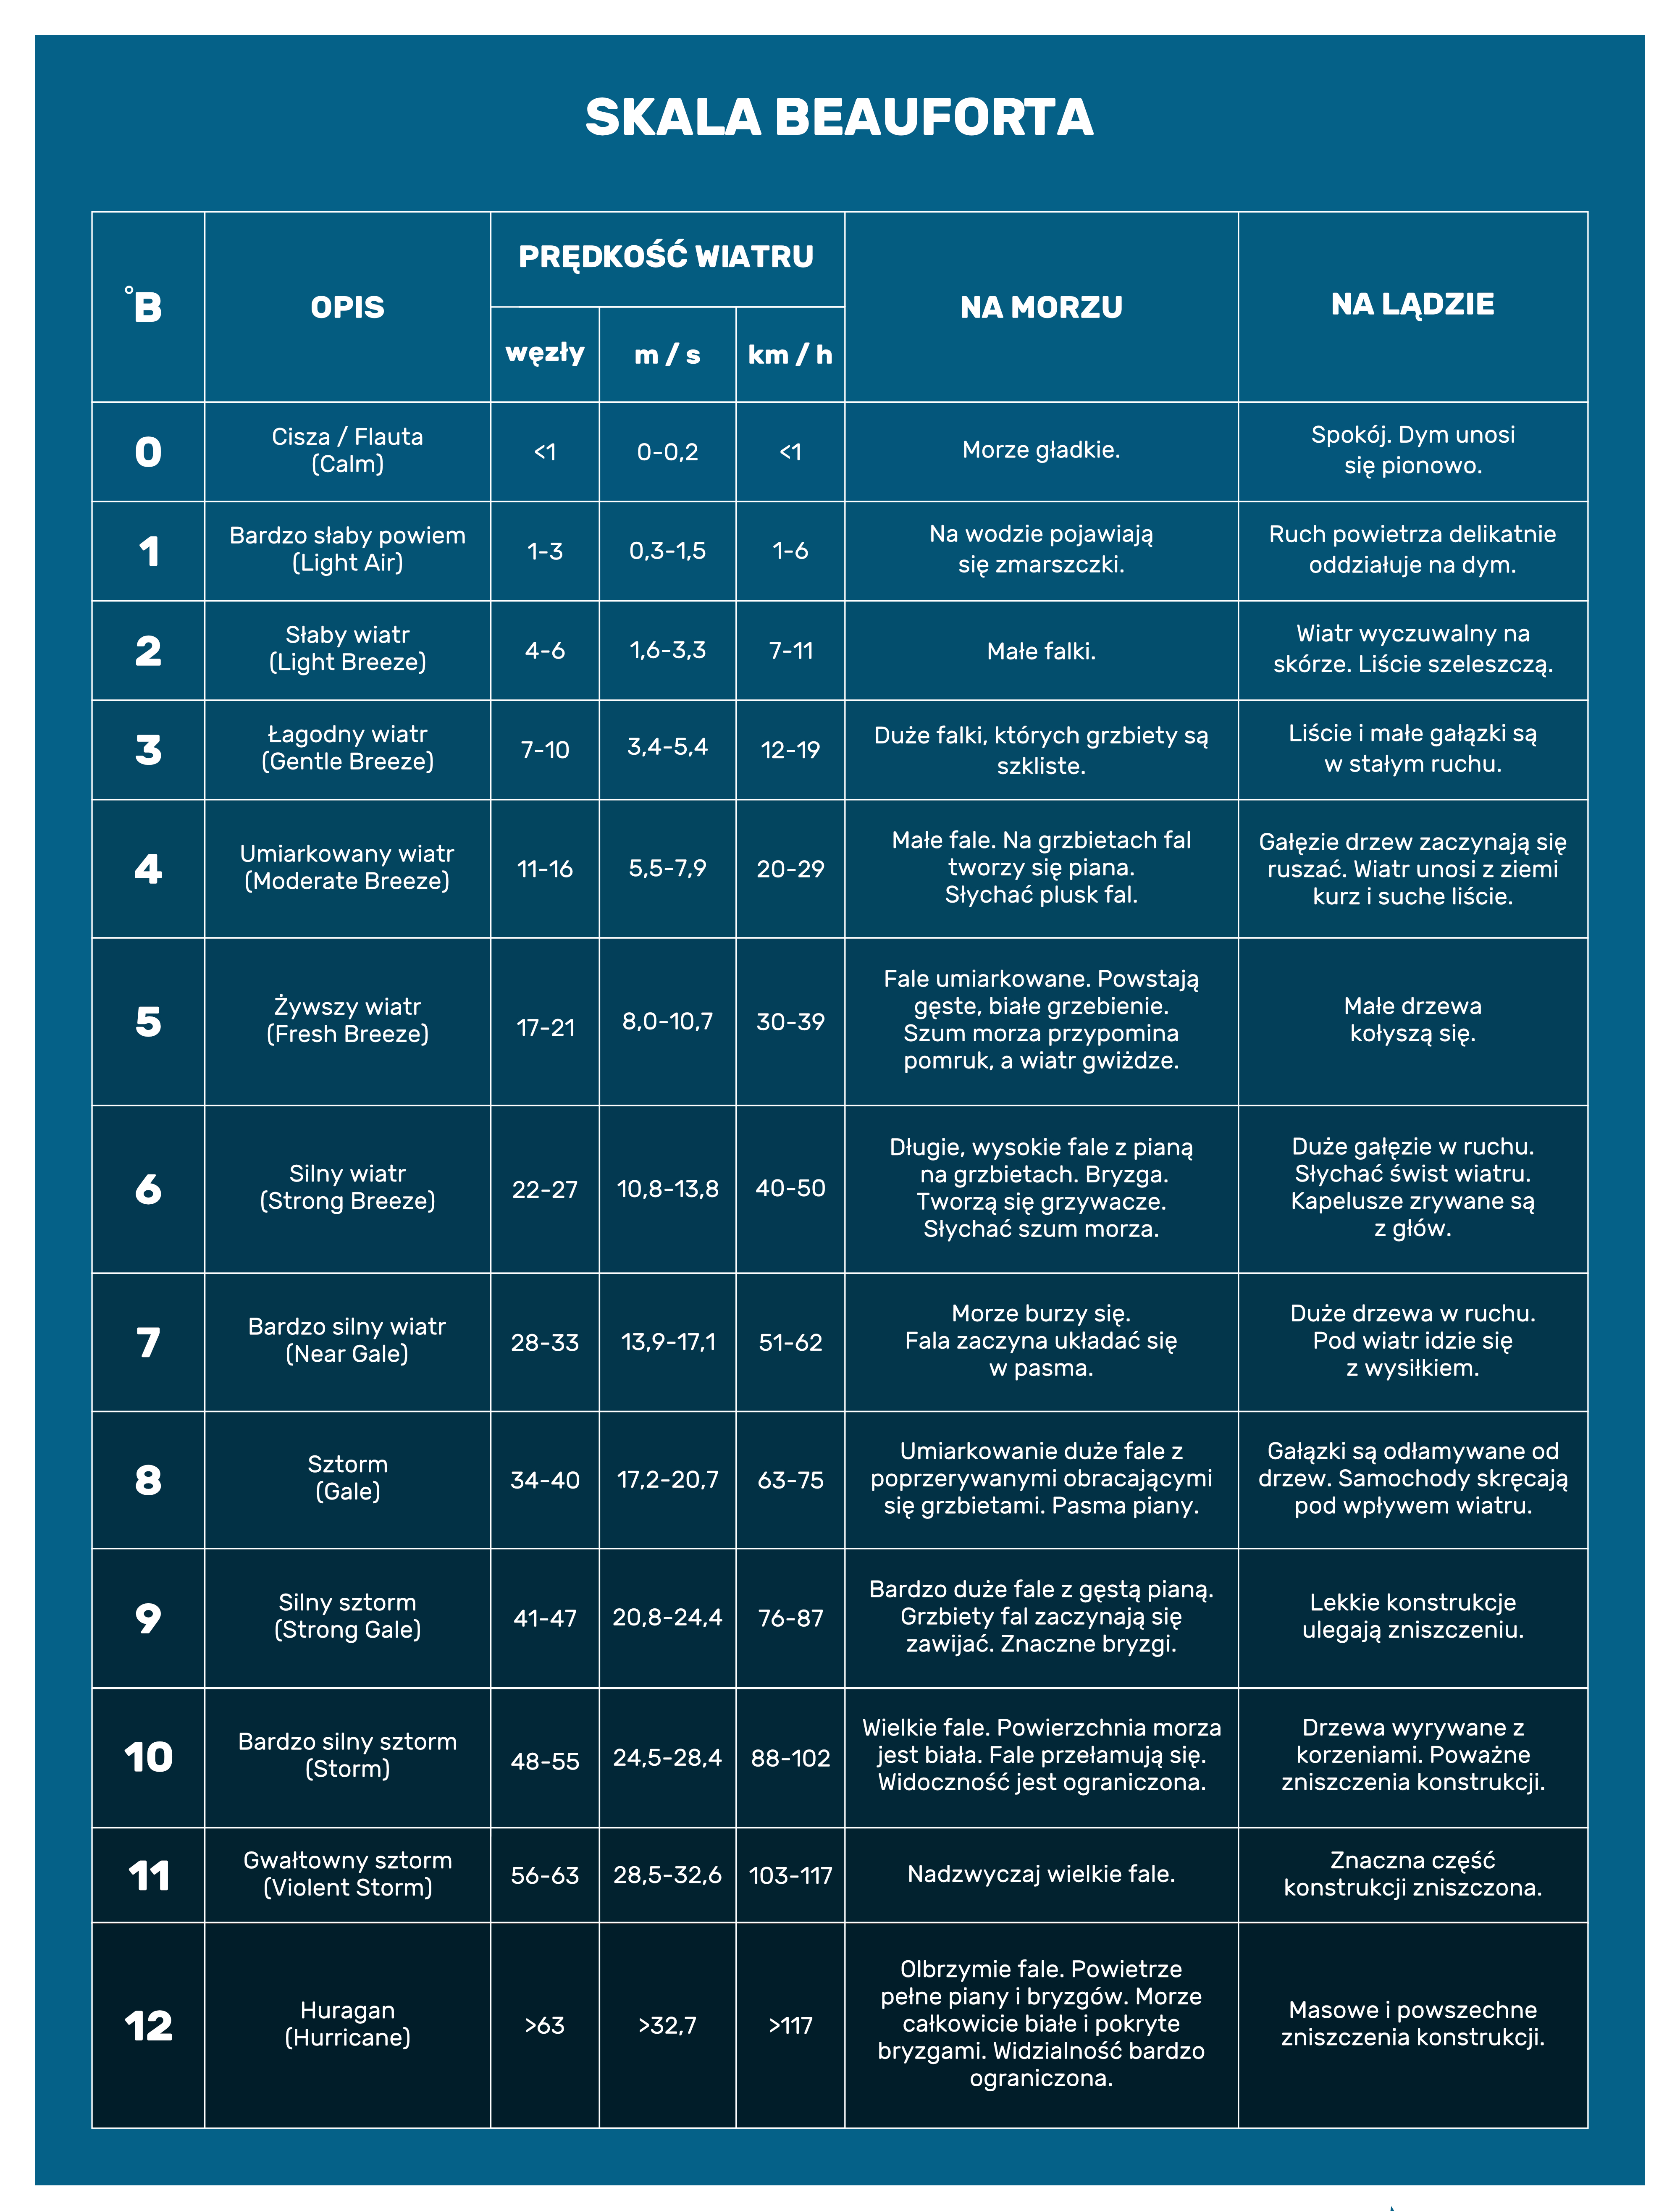 SKALA BEAUFORTA
°B
OPIS
PRĘDKOŚĆ WIATRU
węzły
m / s
km / h
NA MORZU
NA LĄDZIE
0
Cisza / Flauta
(Calm)
<1
0-0,2
<1
Morze gładkie.
Spokój. Dym unosi
się pionowo.
1
Bardzo słaby powiem
(Light Air)
1-3
0,3-1,5
1-6
Na wodzie pojawiają
się zmarszczki.
Ruch powietrza delikatnie
oddziałuje na dym.
2
Słaby wiatr
(Light Breeze)
4-6
1,6-3,3
7-11
Małe falki.
Wiatr wyczuwalny na
skórze. Liście szeleszczą.
3
Łagodny wiatr
(Gentle Breeze)
7-10
3,4-5,4
12-19
Duże falki, których grzbiety są
szkliste.
Liście i małe gałązki są
w stałym ruchu.
4
Umiarkowany wiatr
(Moderate Breeze)
11-16
5,5-7,9
20-29
Małe fale. Na grzbietach fal
tworzy się piana.
Słychać plusk fal.
Gałęzie drzew zaczynają się
ruszać. Wiatr unosi z ziemi
kurz i suche liście.
5
Żywszy wiatr
(Fresh Breeze)
17-21
8,0-10,7
30-39
Fale umiarkowane. Powstają
gęste, białe grzebienie.
Szum morza przypomina
pomruk, a wiatr gwiżdze.
Małe drzewa
kołyszą się.
6
Silny wiatr
(Strong Breeze)
22-27
10,8-13,8
40-50
Długie, wysokie fale z pianą
na grzbietach. Bryzga.
Tworzą się grzywacze.
Słychać szum morza.
Duże gałęzie w ruchu.
Słychać świst wiatru.
Kapelusze zrywane są
z głów.
7
Bardzo silny wiatr
(Near Gale)
28-33
13,9-17,1
51-62
Morze burzy się.
Fala zaczyna układać się
w pasma.
Duże drzewa w ruchu.
Pod wiatr idzie się
z wysiłkiem.
8
Sztorm
(Gale)
34-40
17,2-20,7
63-75
Umiarkowanie duże fale z
poprzerywanymi obracającymi
się grzbietami. Pasma piany.
Gałązki są odłamywane od
drzew. Samochody skręcają
pod wpływem wiatru.
9
Silny sztorm
(Strong Gale)
41-47
20,8-24,4
76-87
Bardzo duże fale z gęstą pianą.
Grzbiety fal zaczynają się
zawijać. Znaczne bryzgi.
Lekkie konstrukcje
ulegają zniszczeniu.
10
Bardzo silny sztorm
(Storm)
48-55
24,5-28,4
88-102
Wielkie fale. Powierzchnia morza
jest biała. Fale przełamują się.
Widoczność jest ograniczona.
Drzewa wyrywane z
korzeniami. Poważne
zniszczenia konstrukcji.
11
Gwałtowny sztorm
(Violent Storm)
56-63
28,5-32,6
103-117
Nadzwyczaj wielkie fale.
Znaczna część
konstrukcji zniszczona.
12
Huragan
(Hurricane)
>63
>32,7
>117
Olbrzymie fale. Powietrze
pełne piany i bryzgów. Morze
całkowicie białe i pokryte
bryzgami. Widzialność bardzo
ograniczona.
Masowe i powszechne
zniszczenia konstrukcji.